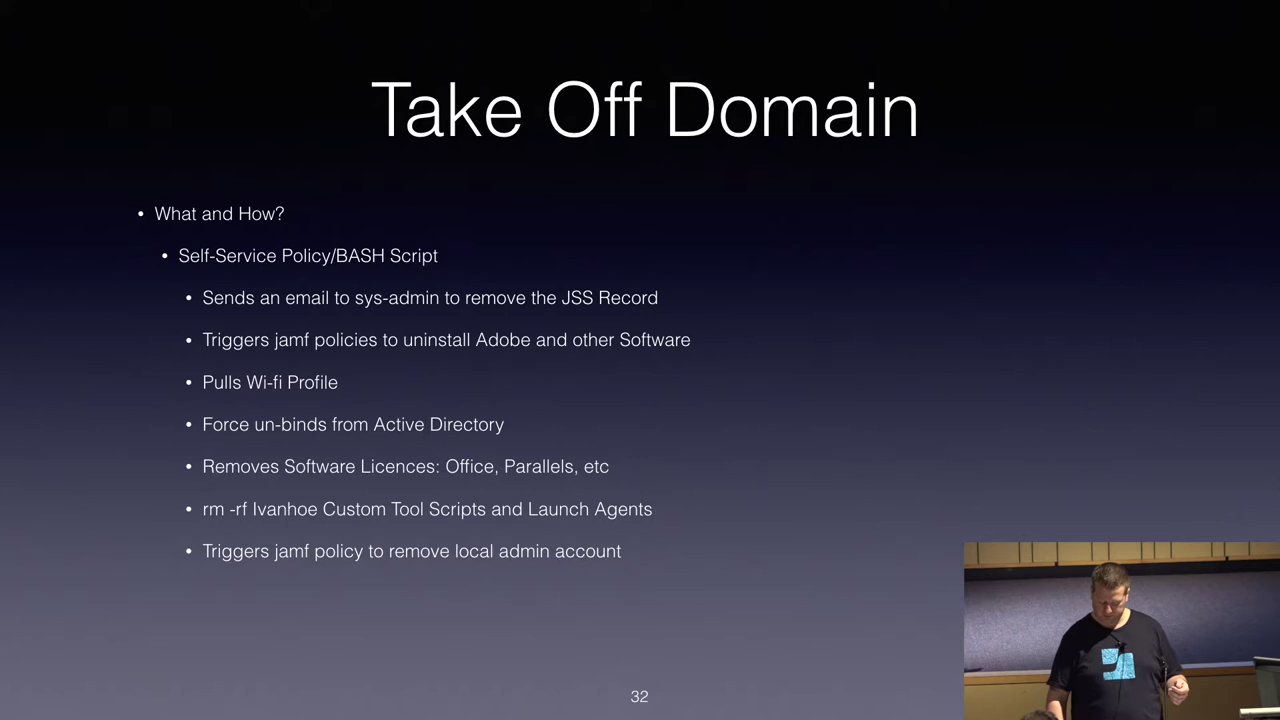 Take Off Domain
• What and How?
• Self-Service Policy/BASH Script
• Sends an email to sys-admin to remove the JSS Record
• Triggers jamf policies to uninstall Adobe and other Software
• Pulls Wi-fi Profile
• Force un-binds from Active Directory
• Removes Software Licences: Office, Parallels, etc
• rm -rf Ivanhoe Custom Tool Scripts and Launch Agents
• Triggers jamf policy to remove local admin account
32